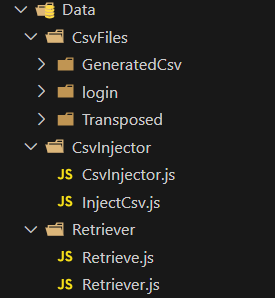 Data
CsvFiles
GeneratedCsv
login
Transposed
CsvInjector
JS CsvInjector.js
JS InjectCsv.js
Retriever
JS Retrieve.js
JS Retriever.js